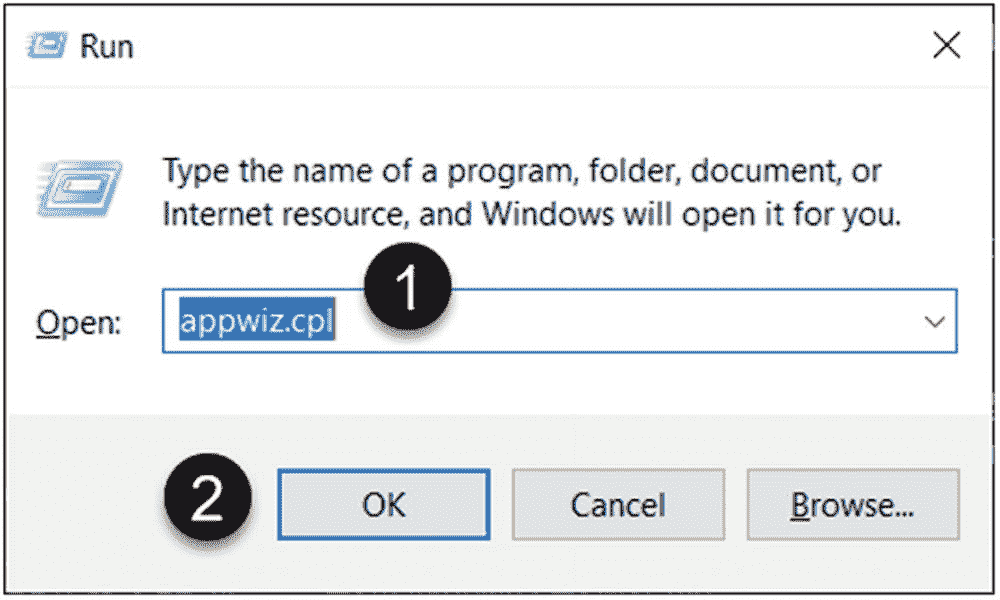 Run
Type the name of a program, folder, document, or
Internet resource, and Windows will open it for you.
1
Open: appwiz.cpl
2 OK Cancel Browse...